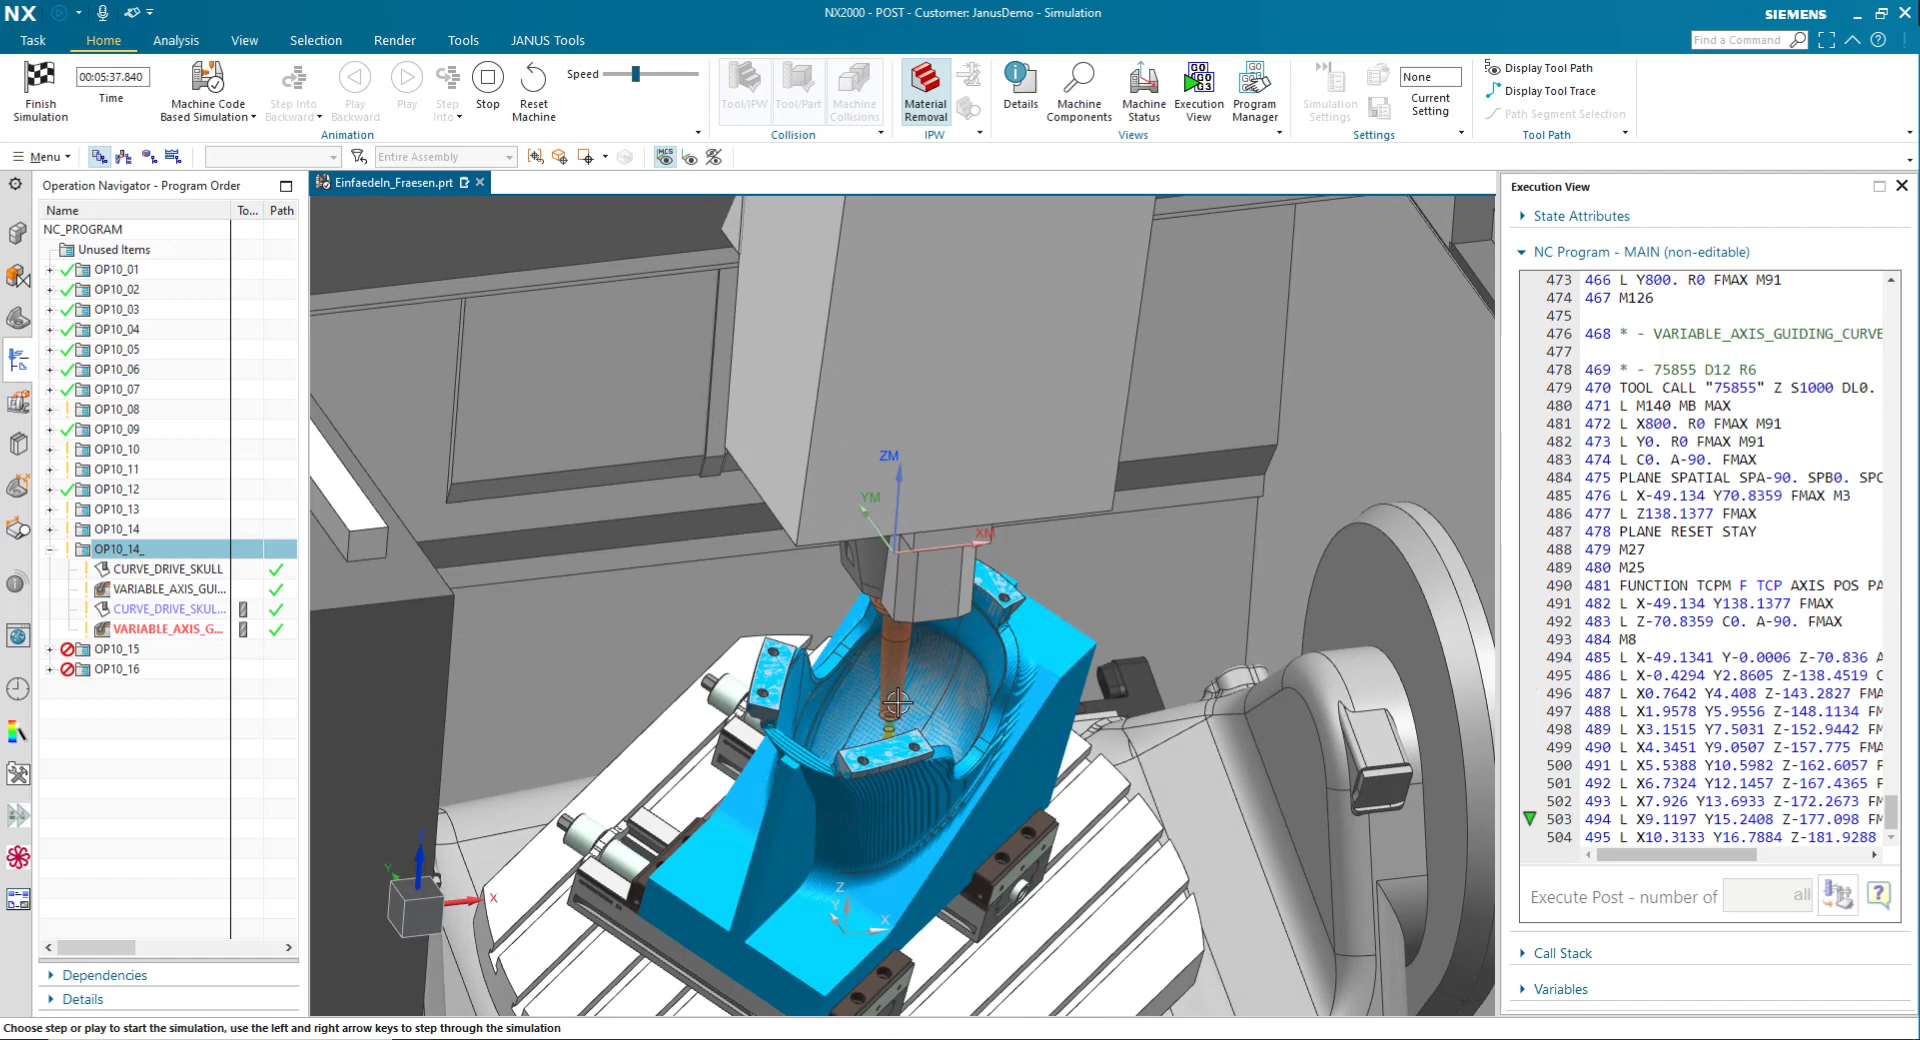 NX
NX2000 - POST - Customer: JanusDemo - Simulation
SIEMENS
Task
Home
Analysis
View
Selection
Render
Tools
JANUS Tools
Find a Command
Finish Simulation
00:05:37.840
Time
Machine Code Based Simulation
Step Into Backward
Play Backward
Play
Step Into
Stop
Reset Machine
Speed
Animation
Tool/IPW
Tool/Part
Machine Collisions
Collision
Material Removal
IPW
Details
Machine Components
Machine Status
Execution View
Program Manager
Views
Simulation Settings
None
Current Setting
Settings
Display Tool Path
Display Tool Trace
Path Segment Selection
Tool Path
Menu
Entire Assembly
Operation Navigator - Program Order
Name To... Path
NC_PROGRAM
Unused Items
OP10_01
OP10_02
OP10_03
OP10_04
OP10_05
OP10_06
OP10_07
OP10_08
OP10_09
OP10_10
OP10_11
OP10_12
OP10_13
OP10_14
OP10_14_
CURVE_DRIVE_SKULL
VARIABLE_AXIS_GUI...
CURVE_DRIVE_SKUL...
VARIABLE_AXIS_G...
OP10_15
OP10_16
Dependencies
Details
Einfaedeln_Fraesen.prt
ZM
YM
XM
Z
Y
X
Z
Y
X
Execution View
State Attributes
NC Program - MAIN (non-editable)
473 466 L Y800. R0 FMAX M91
474 467 M126
475
476 468 * - VARIABLE_AXIS_GUIDING_CURVE
477
478 469 * - 75855 D12 R6
479 470 TOOL CALL "75855" Z S1000 DL0.
480 471 L M140 MB MAX
481 472 L X800. R0 FMAX M91
482 473 L Y0. R0 FMAX M91
483 474 L C0. A-90. FMAX
484 475 PLANE SPATIAL SPA-90. SPB0. SPC
485 476 L X-49.134 Y70.8359 FMAX M3
486 477 L Z138.1377 FMAX
487 478 PLANE RESET STAY
488 479 M27
489 480 M25
490 481 FUNCTION TCPM F TCP AXIS POS PA
491 482 L X-49.134 Y138.1377 FMAX
492 483 L Z-70.8359 C0. A-90. FMAX
493 484 M8
494 485 L X-49.1341 Y-0.0006 Z-70.836 A
495 486 L X-0.4294 Y2.8605 Z-138.4519 C
496 487 L X0.7642 Y4.408 Z-143.2827 FMA
497 488 L X1.9578 Y5.9556 Z-148.1134 FM
498 489 L X3.1515 Y7.5031 Z-152.9442 FM
499 490 L X4.3451 Y9.0507 Z-157.775 FMA
500 491 L X5.5388 Y10.5982 Z-162.6057 F
501 492 L X6.7324 Y12.1457 Z-167.4365 F
502 493 L X7.926 Y13.6933 Z-172.2673 FM
503 494 L X9.1197 Y15.2408 Z-177.098 FM
504 495 L X10.3133 Y16.7884 Z-181.9288
Execute Post - number of all
Call Stack
Variables
Choose step or play to start the simulation, use the left and right arrow keys to step through the simulation